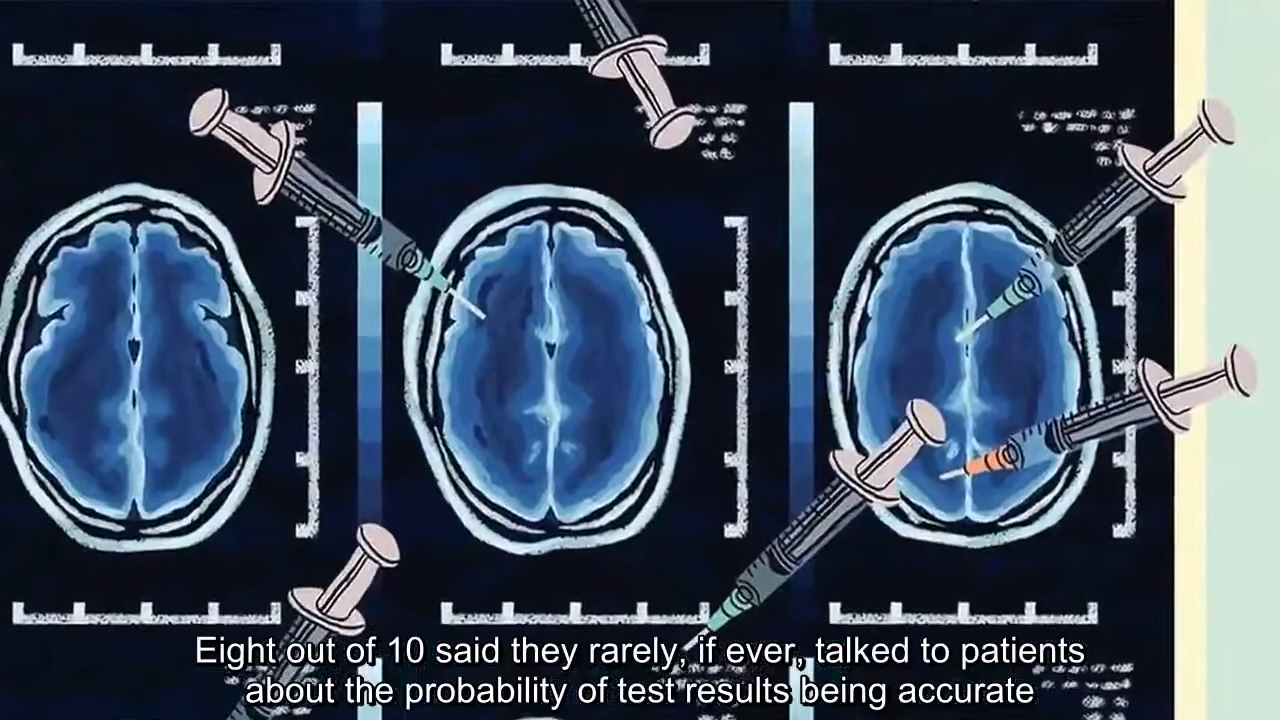 Eight out of 10 said they rarely, if ever, talked to patients
about the probability of test results being accurate